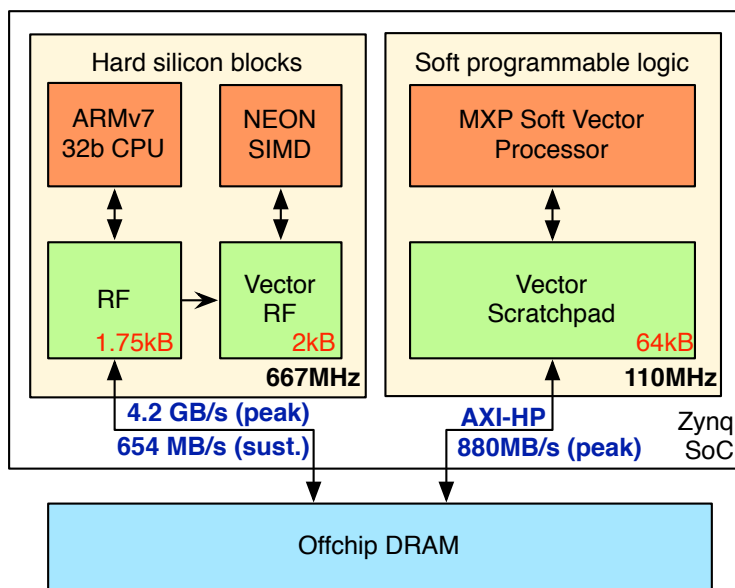 Hard silicon blocks
ARMv7
32b CPU
NEON
SIMD
RF
1.75kB
Vector
RF
2kB
667MHz
Soft programmable logic
MXP Soft Vector
Processor
Vector
Scratchpad
64kB
110MHz
4.2 GB/s (peak)
654 MB/s (sust.)
AXI-HP
880MB/s (peak)
Zynq
SoC
Offchip DRAM